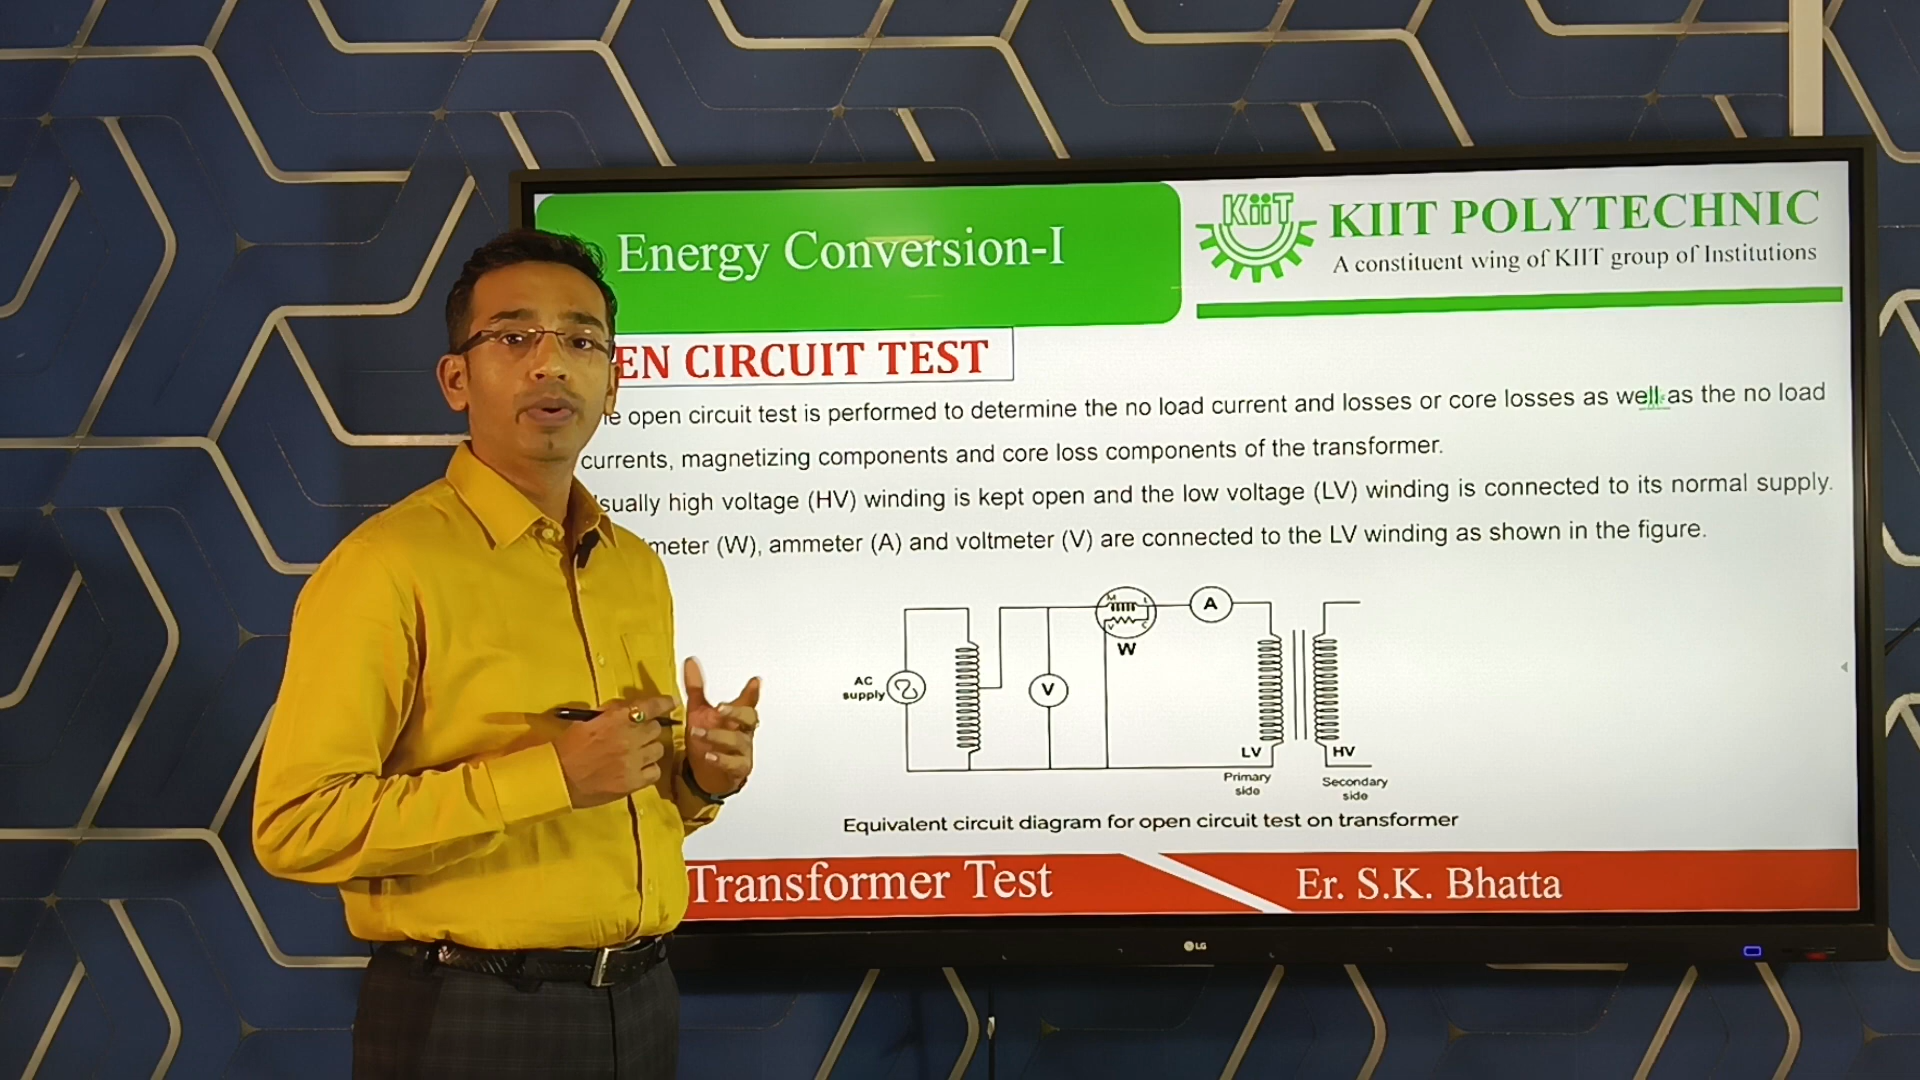 Energy Conversion-I
KiiT
KIIT POLYTECHNIC
A constituent wing of KIIT group of Institutions
EN CIRCUIT TEST
open circuit test is performed to determine the no load current and losses or core losses as well as the no load
currents, magnetizing components and core loss components of the transformer.
sually high voltage (HV) winding is kept open and the low voltage (LV) winding is connected to its normal supply.
meter (W), ammeter (A) and voltmeter (V) are connected to the LV winding as shown in the figure.
M L
V C
A
W
AC
supply
V
LV
HV
Primary
side
Secondary
side
Equivalent circuit diagram for open circuit test on transformer
Transformer Test
Er. S.K. Bhatta
LG